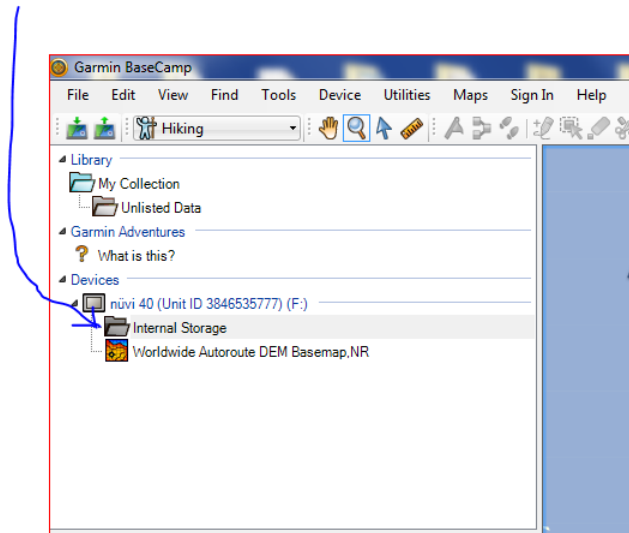 Garmin BaseCamp
File Edit View Find Tools Device Utilities Maps Sign In Help
Hiking
Library
My Collection
Unlisted Data
Garmin Adventures
? What is this?
Devices
nüvi 40 (Unit ID 3846535777) (F:)
Internal Storage
Worldwide Autoroute DEM Basemap,NR